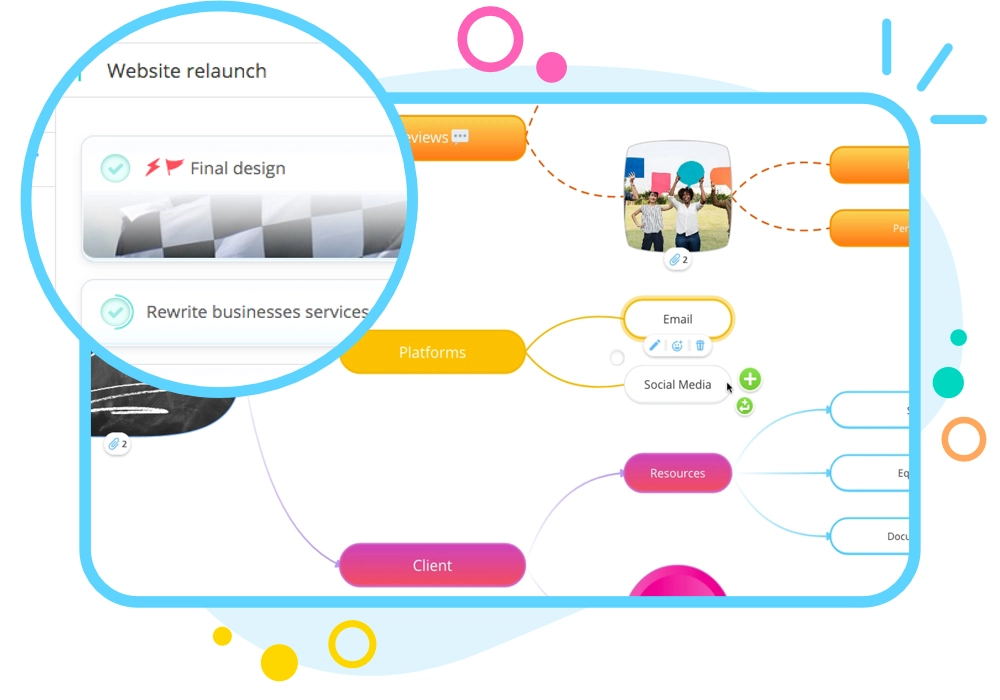 Website relaunch
Final design
Rewrite businesses services
eviews
2
Email
Platforms
Social Media
2
Resources
Client
Per
Eq
Docu